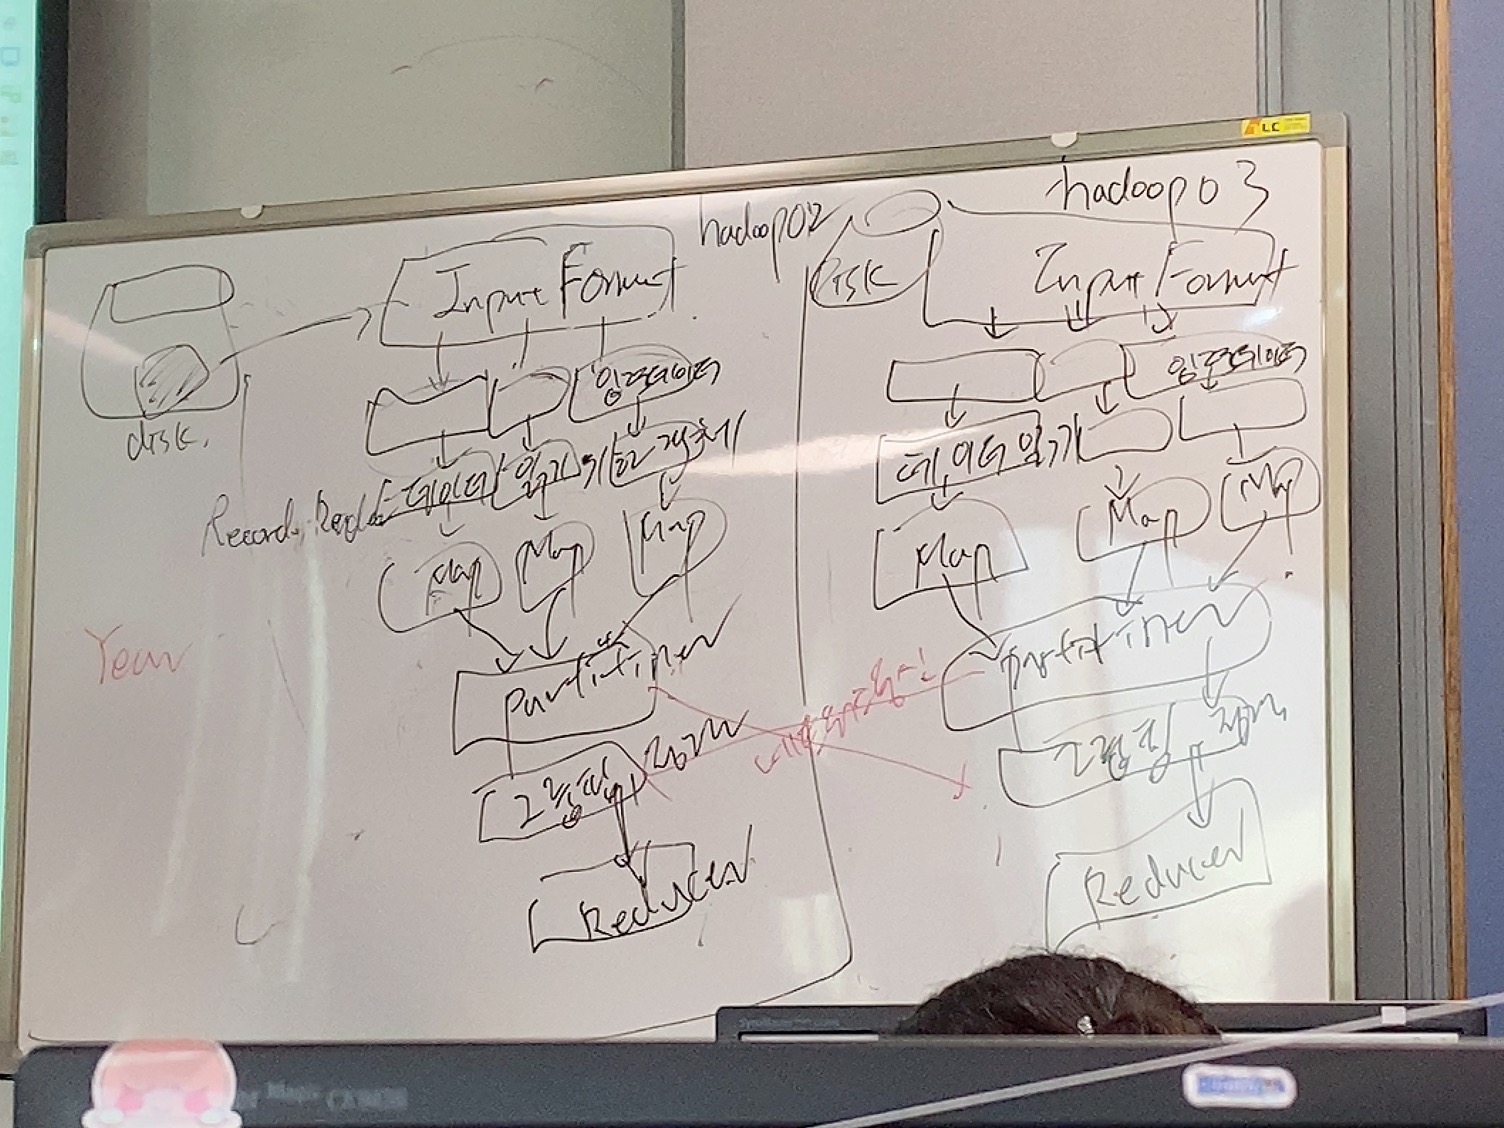 hadoop02
Input Format
disk.
입력데이터
Record Reader 데이터 읽기 위한 객체
Map
Map
Map
Partitiner
그룹핑 정렬
Reducer
Year
네트워크 통신!
hadoop03
Disk
Input Format
입력데이터
데이터 읽기
Map
Map
Map
Partitiner
그룹핑 정렬
Reducer
LC